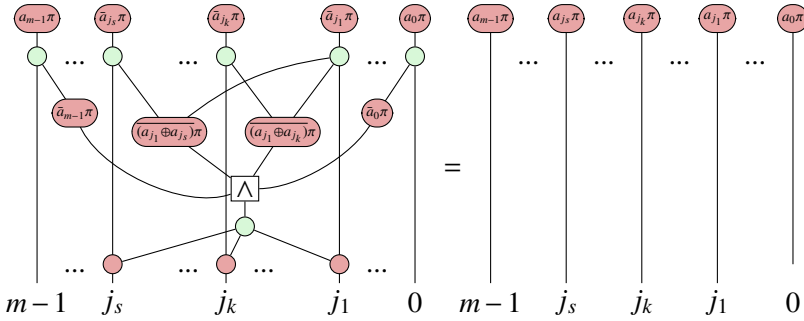 a_{m−1}π ā_{j_s}π ā_{j_k}π ā_{j_1}π a_0π a_{m−1}π a_{j_s}π a_{j_k}π a_{j_1}π a_0π
... ... ... ... ... ... ...
ā_{m−1}π \overline{(a_{j_1}⊕a_{j_s})}π \overline{(a_{j_1}⊕a_{j_k})}π ā_0π
∧ =
... ... ... ...
m−1 j_s j_k j_1 0 m−1 j_s j_k j_1 0